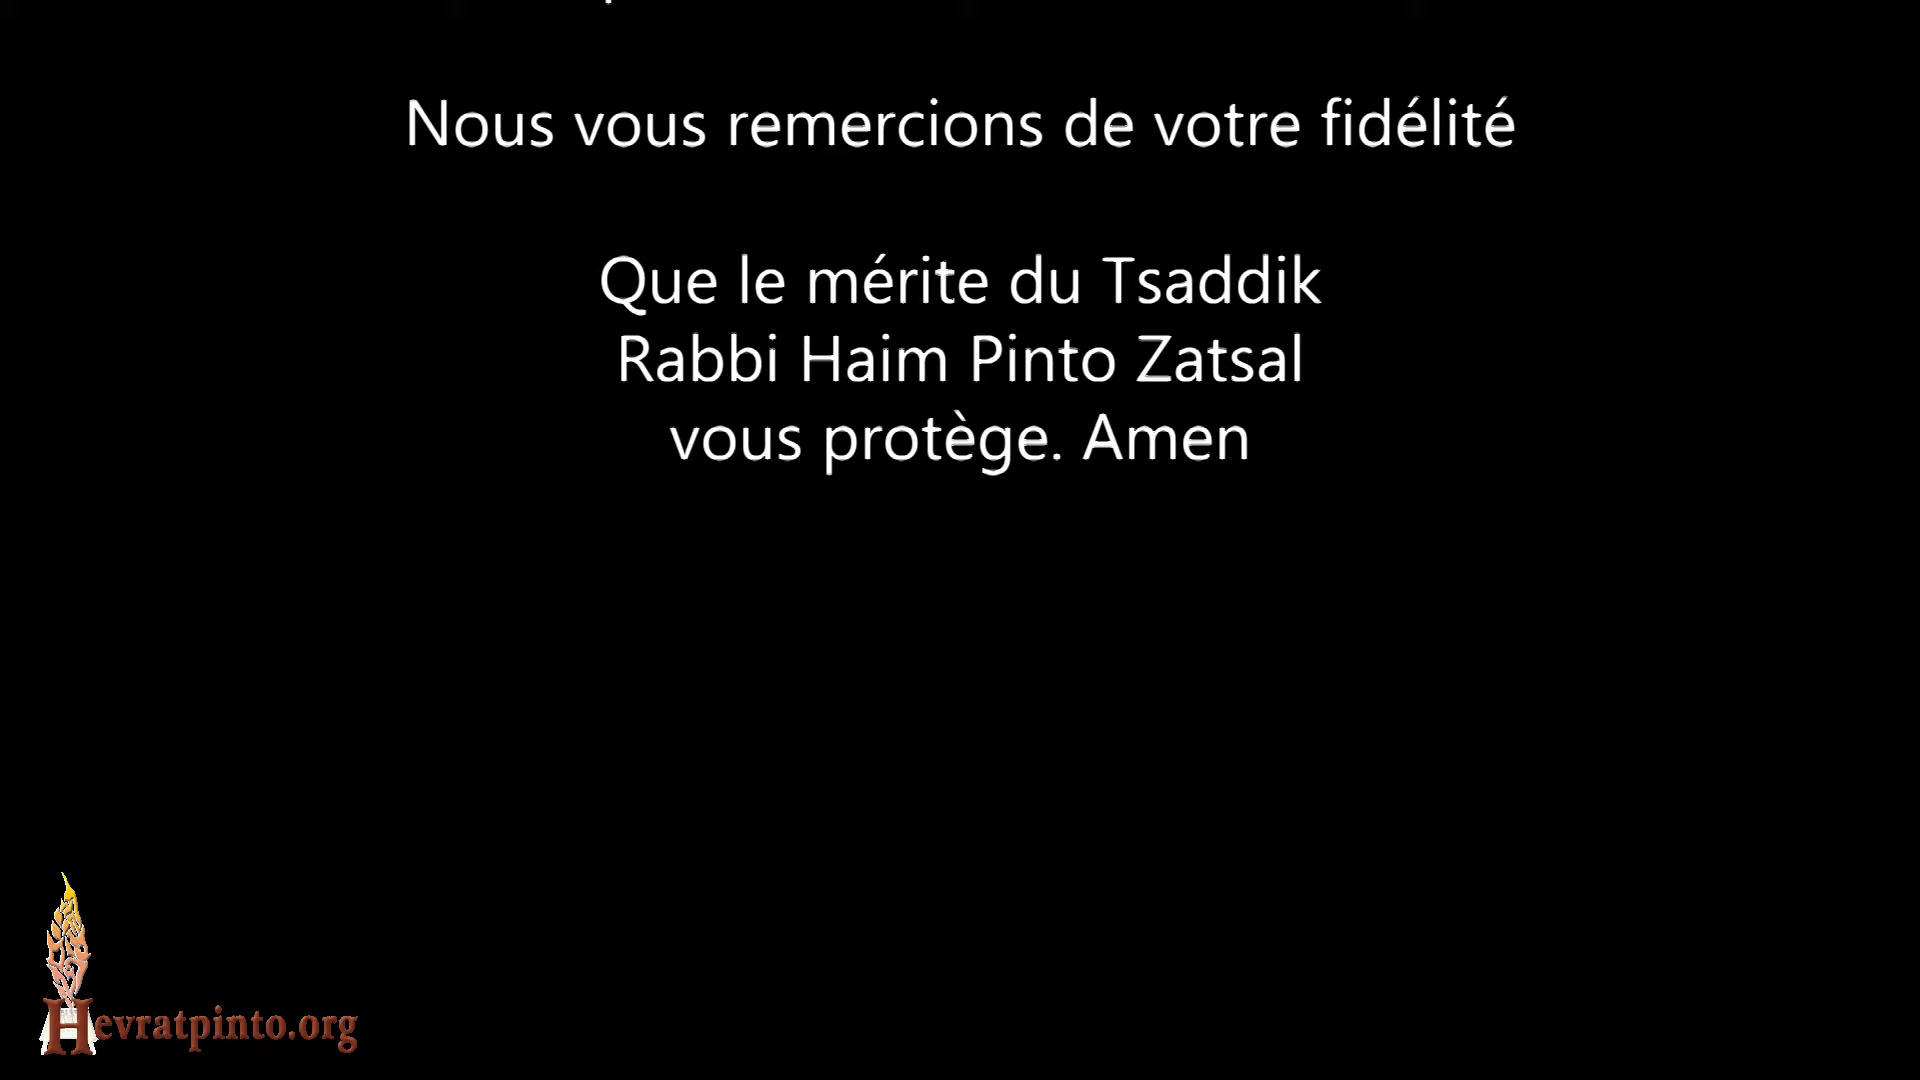 Nous vous remercions de votre fidélité
Que le mérite du Tsaddik
Rabbi Haim Pinto Zatsal
vous protège. Amen
Hevratpinto.org